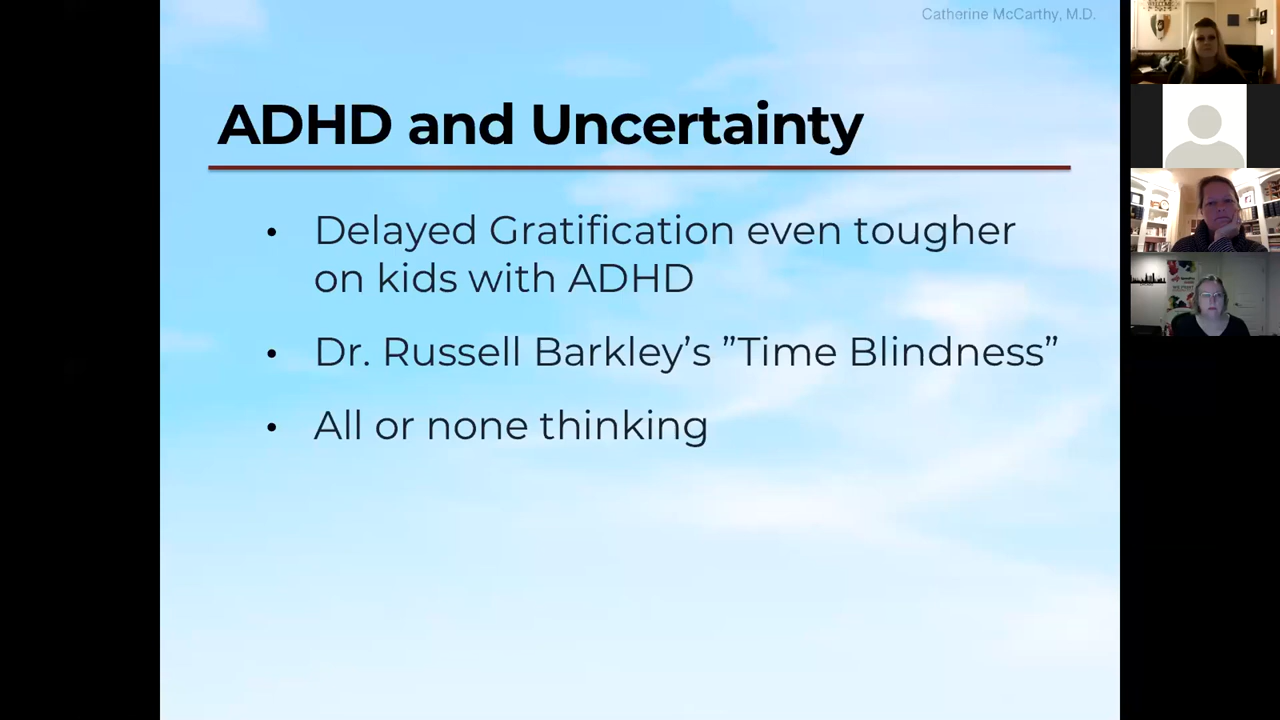 Catherine McCarthy, M.D.
ADHD and Uncertainty
• Delayed Gratification even tougher
on kids with ADHD
• Dr. Russell Barkley’s ”Time Blindness”
• All or none thinking